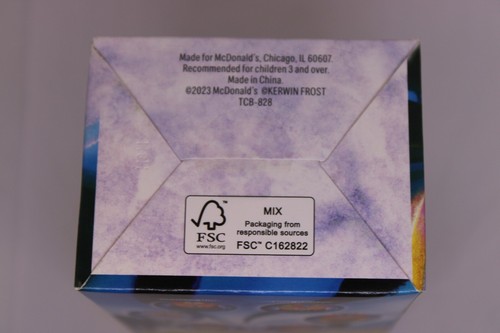 Made for McDonald's, Chicago, IL 60607.
Recommended for children 3 and over.
Made in China.
©2023 McDonald's ©KERWIN FROST
TCB-828
FSC
www.fsc.org
MIX
Packaging from
responsible sources
FSC™ C162822